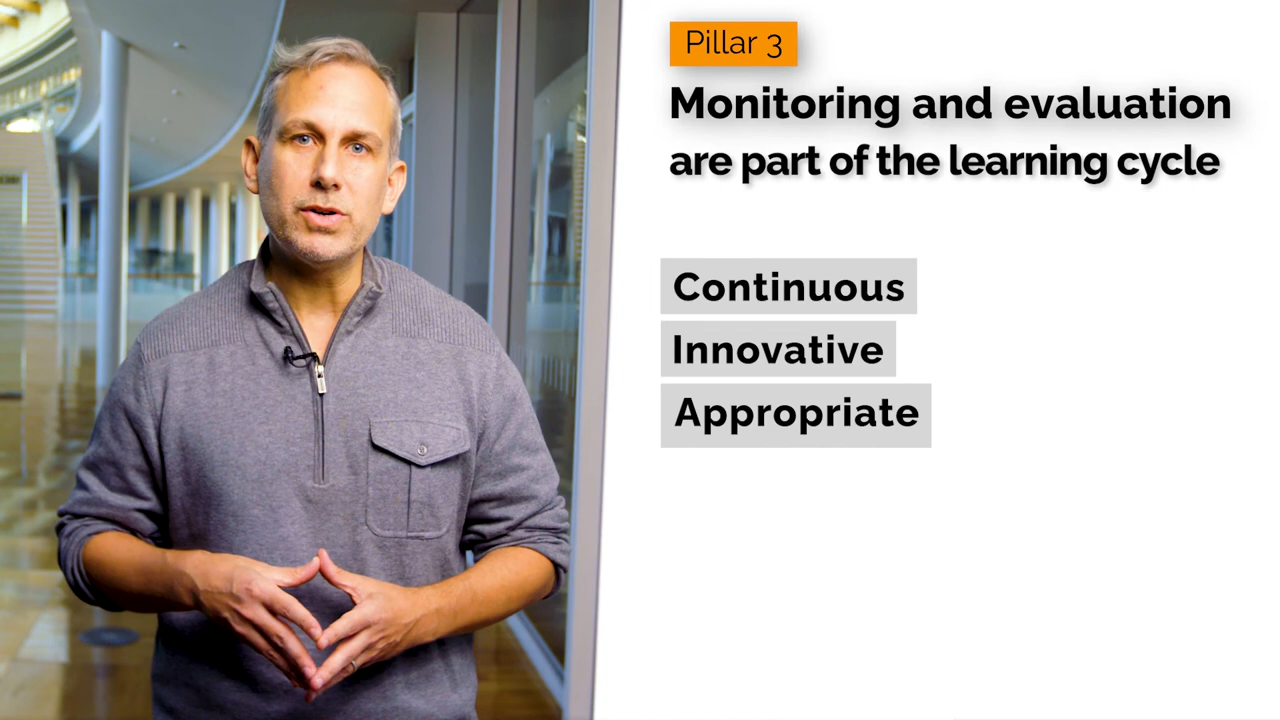 Pillar 3
Monitoring and evaluation
are part of the learning cycle
Continuous
Innovative
Appropriate